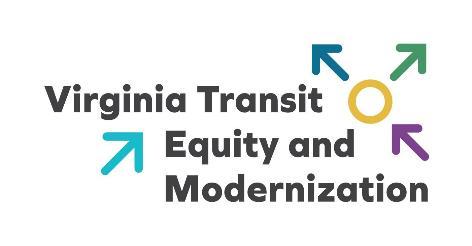 Virginia Transit
Equity and
Modernization